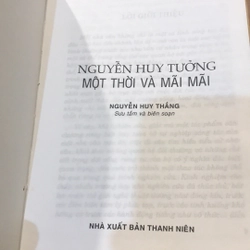 NGUYỄN HUY TƯỞNG
MỘT THỜI VÀ MÃI MÃI
NGUYỄN HUY THẮNG
Sưu tầm và biên soạn
NHÀ XUẤT BẢN THANH NIÊN